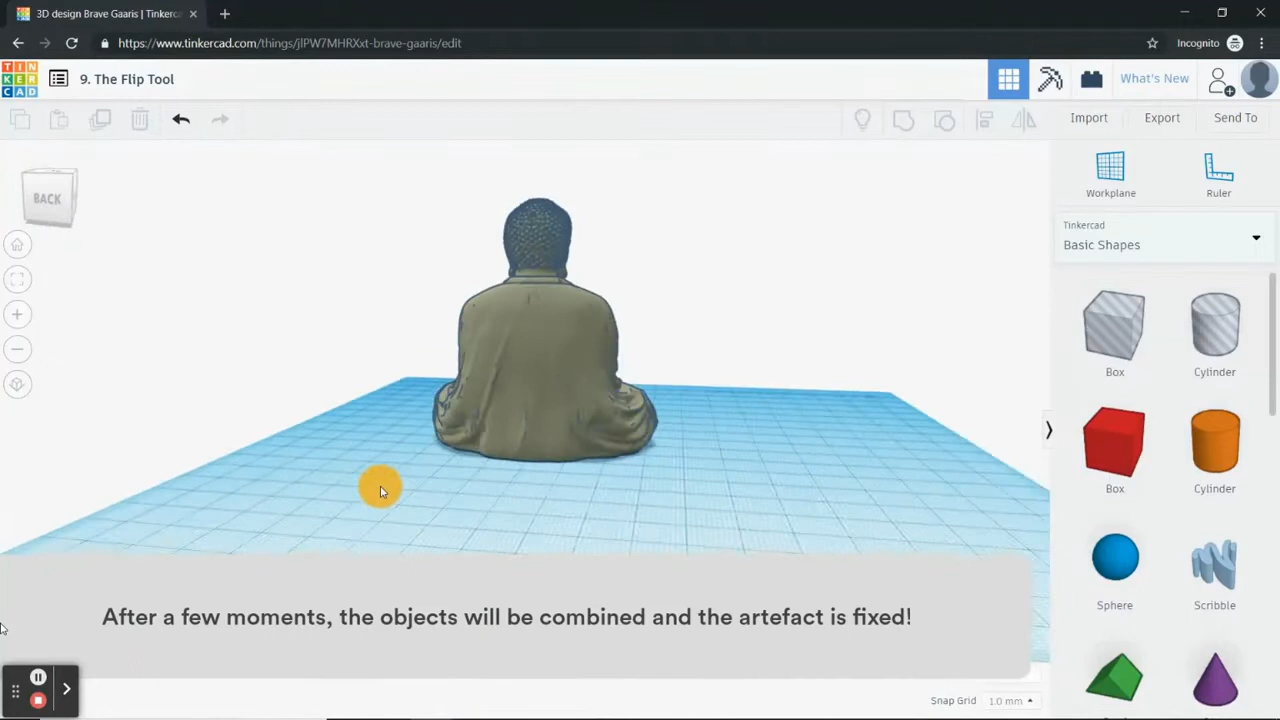 3D design Brave Gaaris | Tinkerc
https://www.tinkercad.com/things/jlPW7MHRXxt-brave-gaaris/edit
Incognito
TIN
KER
CAD
9. The Flip Tool
What's New
Import
Export
Send To
BACK
Workplane
Ruler
Tinkercad
Basic Shapes
Box
Cylinder
Box
Cylinder
Sphere
Scribble
After a few moments, the objects will be combined and the artefact is fixed!
Snap Grid
1.0 mm